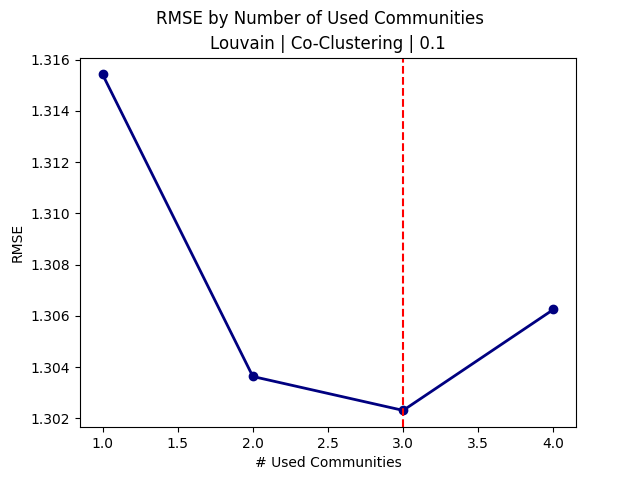 RMSE by Number of Used Communities
Louvain | Co-Clustering | 0.1
1.316
1.314
1.312
1.310
1.308
1.306
1.304
1.302
RMSE
1.0 1.5 2.0 2.5 3.0 3.5 4.0
# Used Communities